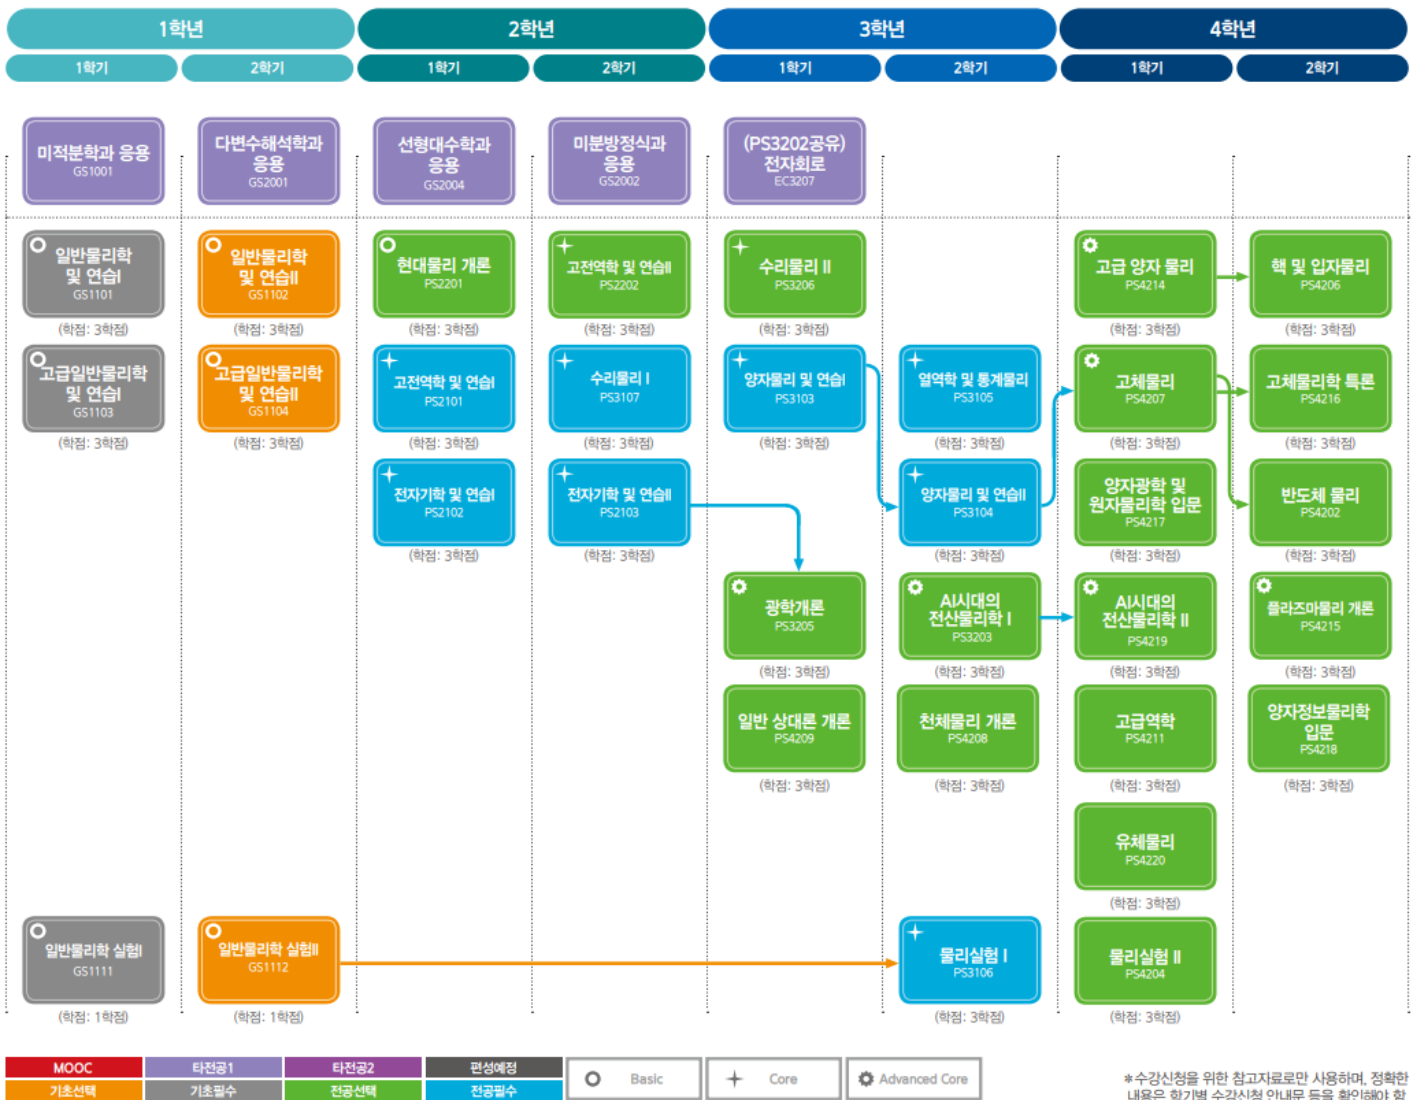 1학년
2학년
3학년
4학년
1학기
2학기
1학기
2학기
1학기
2학기
1학기
2학기
미적분학과 응용
GS1001
다변수해석학과
응용
GS2001
선형대수학과
응용
GS2004
미분방정식과
응용
GS2002
(PS3202공유)
전자회로
EC3207
일반물리학
및 연습I
GS1101
(학점: 3학점)
일반물리학
및 연습II
GS1102
(학점: 3학점)
현대물리 개론
PS2201
(학점: 3학점)
고전역학 및 연습II
PS2202
(학점: 3학점)
수리물리 II
PS3206
(학점: 3학점)
고급 양자 물리
PS4214
(학점: 3학점)
핵 및 입자물리
PS4206
(학점: 3학점)
고급일반물리학
및 연습I
GS1103
(학점: 3학점)
고급일반물리학
및 연습II
GS1104
(학점: 3학점)
고전역학 및 연습I
PS2101
(학점: 3학점)
수리물리 I
PS3107
(학점: 3학점)
양자물리 및 연습I
PS3103
(학점: 3학점)
열역학 및 통계물리
PS3105
(학점: 3학점)
고체물리
PS4207
(학점: 3학점)
고체물리학 특론
PS4216
(학점: 3학점)
전자기학 및 연습I
PS2102
(학점: 3학점)
전자기학 및 연습II
PS2103
(학점: 3학점)
양자물리 및 연습II
PS3104
(학점: 3학점)
양자광학 및
원자물리학 입문
PS4217
(학점: 3학점)
반도체 물리
PS4202
(학점: 3학점)
광학개론
PS3205
(학점: 3학점)
AI시대의
전산물리학 I
PS3203
(학점: 3학점)
AI시대의
전산물리학 II
PS4219
(학점: 3학점)
플라즈마물리 개론
PS4215
(학점: 3학점)
일반 상대론 개론
PS4209
(학점: 3학점)
천체물리 개론
PS4208
(학점: 3학점)
고급역학
PS4211
(학점: 3학점)
양자정보물리학
입문
PS4218
(학점: 3학점)
유체물리
PS4220
(학점: 3학점)
일반물리학 실험I
GS1111
(학점: 1학점)
일반물리학 실험II
GS1112
(학점: 1학점)
물리실험 I
PS3106
(학점: 3학점)
물리실험 II
PS4204
(학점: 3학점)
MOOC
타전공1
타전공2
편성예정
기초선택
기초필수
전공선택
전공필수
Basic
Core
Advanced Core
*수강신청을 위한 참고자료로만 사용하며, 정확한
내용은 학기별 수강신청 안내문 등을 확인해야 함